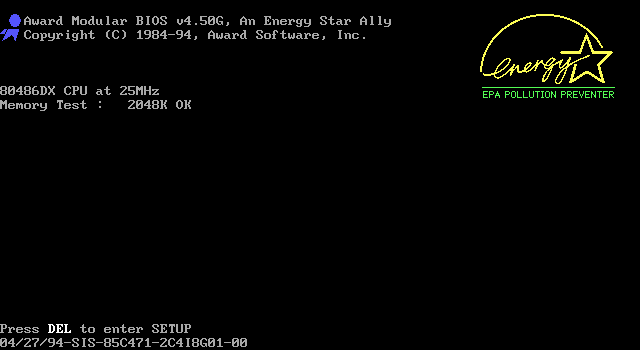 Award Modular BIOS v4.50G, An Energy Star Ally
Copyright (C) 1984-94, Award Software, Inc.
energy
EPA POLLUTION PREVENTER
80486DX CPU at 25MHz
Memory Test :   2048K OK
Press DEL to enter SETUP
04/27/94-SIS-85C471-2C4I8G01-00